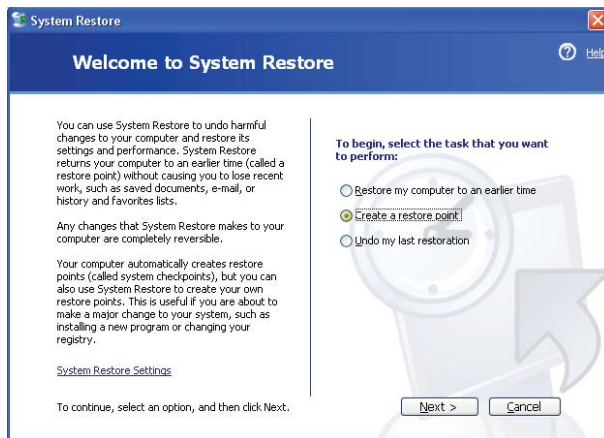 System Restore
Help
Welcome to System Restore
You can use System Restore to undo harmful
changes to your computer and restore its
settings and performance. System Restore
returns your computer to an earlier time (called a
restore point) without causing you to lose recent
work, such as saved documents, e-mail, or
history and favorites lists.
Any changes that System Restore makes to your
computer are completely reversible.
Your computer automatically creates restore
points (called system checkpoints), but you can
also use System Restore to create your own
restore points. This is useful if you are about to
make a major change to your system, such as
installing a new program or changing your
registry.
System Restore Settings
To continue, select an option, and then click Next.
To begin, select the task that you want
to perform:
Restore my computer to an earlier time
Create a restore point
Undo my last restoration
Next >
Cancel